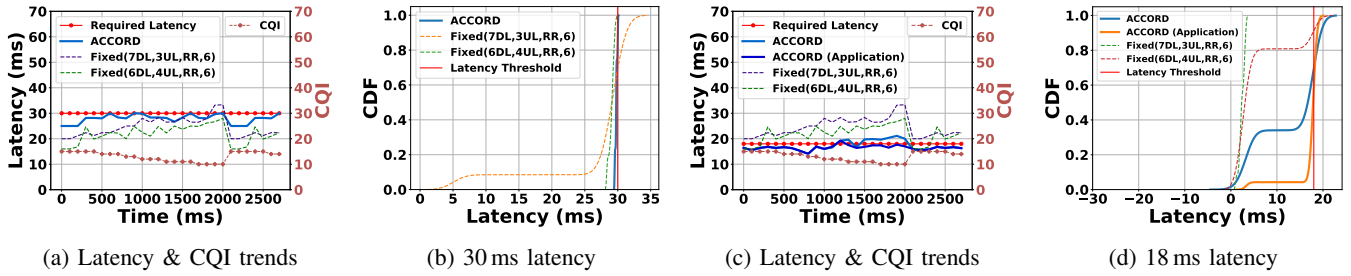 Required Latency
ACCORD
Fixed(7DL,3UL,RR,6)
Fixed(6DL,4UL,RR,6)
CQI
Latency (ms)
70
60
50
40
30
20
10
0
70
60
50
40
30
20
10
0
CQI
0 500 1000 1500 2000 2500
Time (ms)
(a) Latency & CQI trends
ACCORD
Fixed(7DL,3UL,RR,6)
Fixed(6DL,4UL,RR,6)
Latency Threshold
CDF
1.0
0.8
0.6
0.4
0.2
0.0
0 5 10 15 20 25 30 35
Latency (ms)
(b) 30 ms latency
Required Latency
ACCORD
ACCORD (Application)
Fixed(7DL,3UL,RR,6)
Fixed(6DL,4UL,RR,6)
CQI
Latency (ms)
70
60
50
40
30
20
10
0
70
60
50
40
30
20
10
0
CQI
0 500 1000 1500 2000 2500
Time (ms)
(c) Latency & CQI trends
ACCORD
ACCORD (Application)
Fixed(7DL,3UL,RR,6)
Fixed(6DL,4UL,RR,6)
Latency Threshold
CDF
1.0
0.8
0.6
0.4
0.2
0.0
−30 −20 −10 0 10 20
Latency (ms)
(d) 18 ms latency